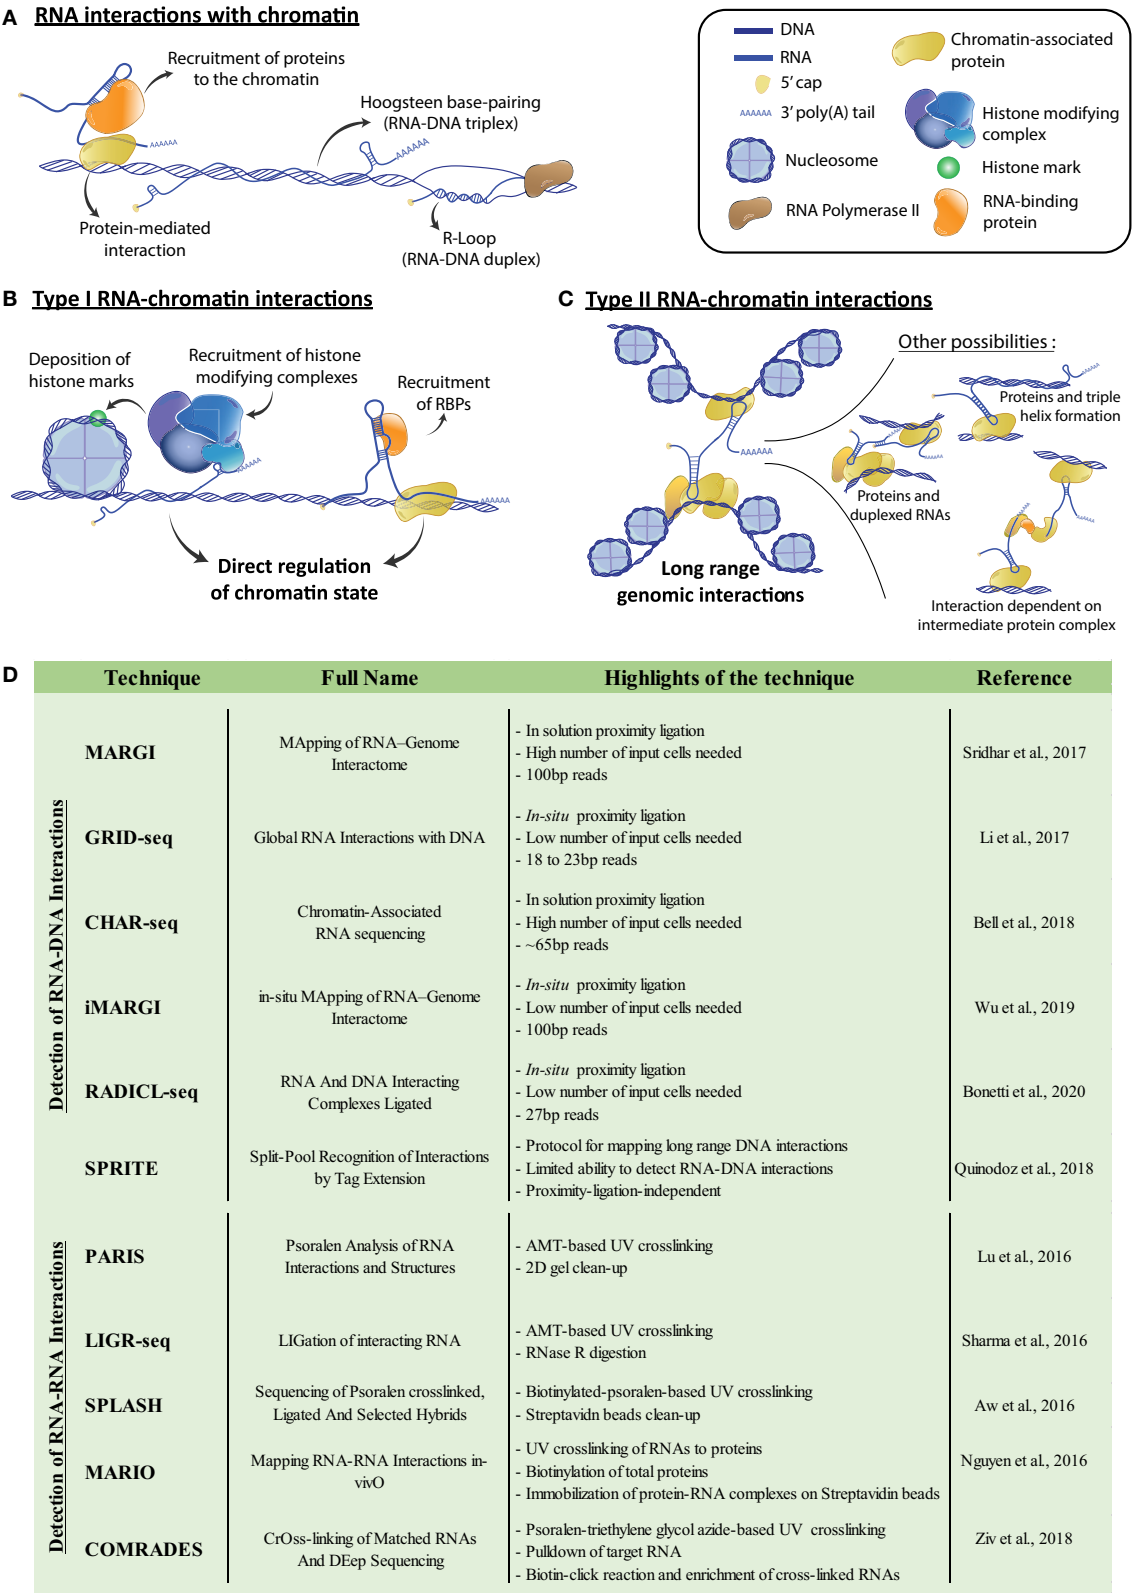 A RNA interactions with chromatin
Recruitment of proteins
to the chromatin
Hoogsteen base-pairing
(RNA-DNA triplex)
AAAAAA
AAAAAA
Protein-mediated
interaction
R-Loop
(RNA-DNA duplex)
DNA
RNA
5' cap
AAAAAA 3' poly(A) tail
Nucleosome
RNA Polymerase II
Chromatin-associated
protein
Histone modifying
complex
Histone mark
RNA-binding
protein
B Type I RNA-chromatin interactions
Deposition of
histone marks
Recruitment of histone
modifying complexes
Recruitment
of RBPs
AAAAAA
AAAAAA
Direct regulation
of chromatin state
C Type II RNA-chromatin interactions
Other possibilities :
AAAAAA
Proteins and triple
helix formation
AAAAAA
AAAAAA
Proteins and
duplexed RNAs
AAAAAA
AAAAAA
Long range
genomic interactions
Interaction dependent on
intermediate protein complex
D
Technique Full Name Highlights of the technique Reference
Detection of RNA-DNA Interactions
MARGI
MApping of RNA–Genome
Interactome
- In solution proximity ligation
- High number of input cells needed
- 100bp reads
Sridhar et al., 2017
GRID-seq
Global RNA Interactions with DNA
- In-situ proximity ligation
- Low number of input cells needed
- 18 to 23bp reads
Li et al., 2017
CHAR-seq
Chromatin-Associated
RNA sequencing
- In solution proximity ligation
- High number of input cells needed
- ~65bp reads
Bell et al., 2018
iMARGI
in-situ MApping of RNA–Genome
Interactome
- In-situ proximity ligation
- Low number of input cells needed
- 100bp reads
Wu et al., 2019
RADICL-seq
RNA And DNA Interacting
Complexes Ligated
- In-situ proximity ligation
- Low number of input cells needed
- 27bp reads
Bonetti et al., 2020
SPRITE
Split-Pool Recognition of Interactions
by Tag Extension
- Protocol for mapping long range DNA interactions
- Limited ability to detect RNA-DNA interactions
- Proximity-ligation-independent
Quinodoz et al., 2018
Detection of RNA-RNA Interactions
PARIS
Psoralen Analysis of RNA
Interactions and Structures
- AMT-based UV crosslinking
- 2D gel clean-up
Lu et al., 2016
LIGR-seq
LIGation of interacting RNA
- AMT-based UV crosslinking
- RNase R digestion
Sharma et al., 2016
SPLASH
Sequencing of Psoralen crosslinked,
Ligated And Selected Hybrids
- Biotinylated-psoralen-based UV crosslinking
- Streptavidn beads clean-up
Aw et al., 2016
MARIO
Mapping RNA-RNA Interactions in-
vivO
- UV crosslinking of RNAs to proteins
- Biotinylation of total proteins
- Immobilization of protein-RNA complexes on Streptavidin beads
Nguyen et al., 2016
COMRADES
CrOss-linking of Matched RNAs
And DEep Sequencing
- Psoralen-triethylene glycol azide-based UV crosslinking
- Pulldown of target RNA
- Biotin-click reaction and enrichment of cross-linked RNAs
Ziv et al., 2018